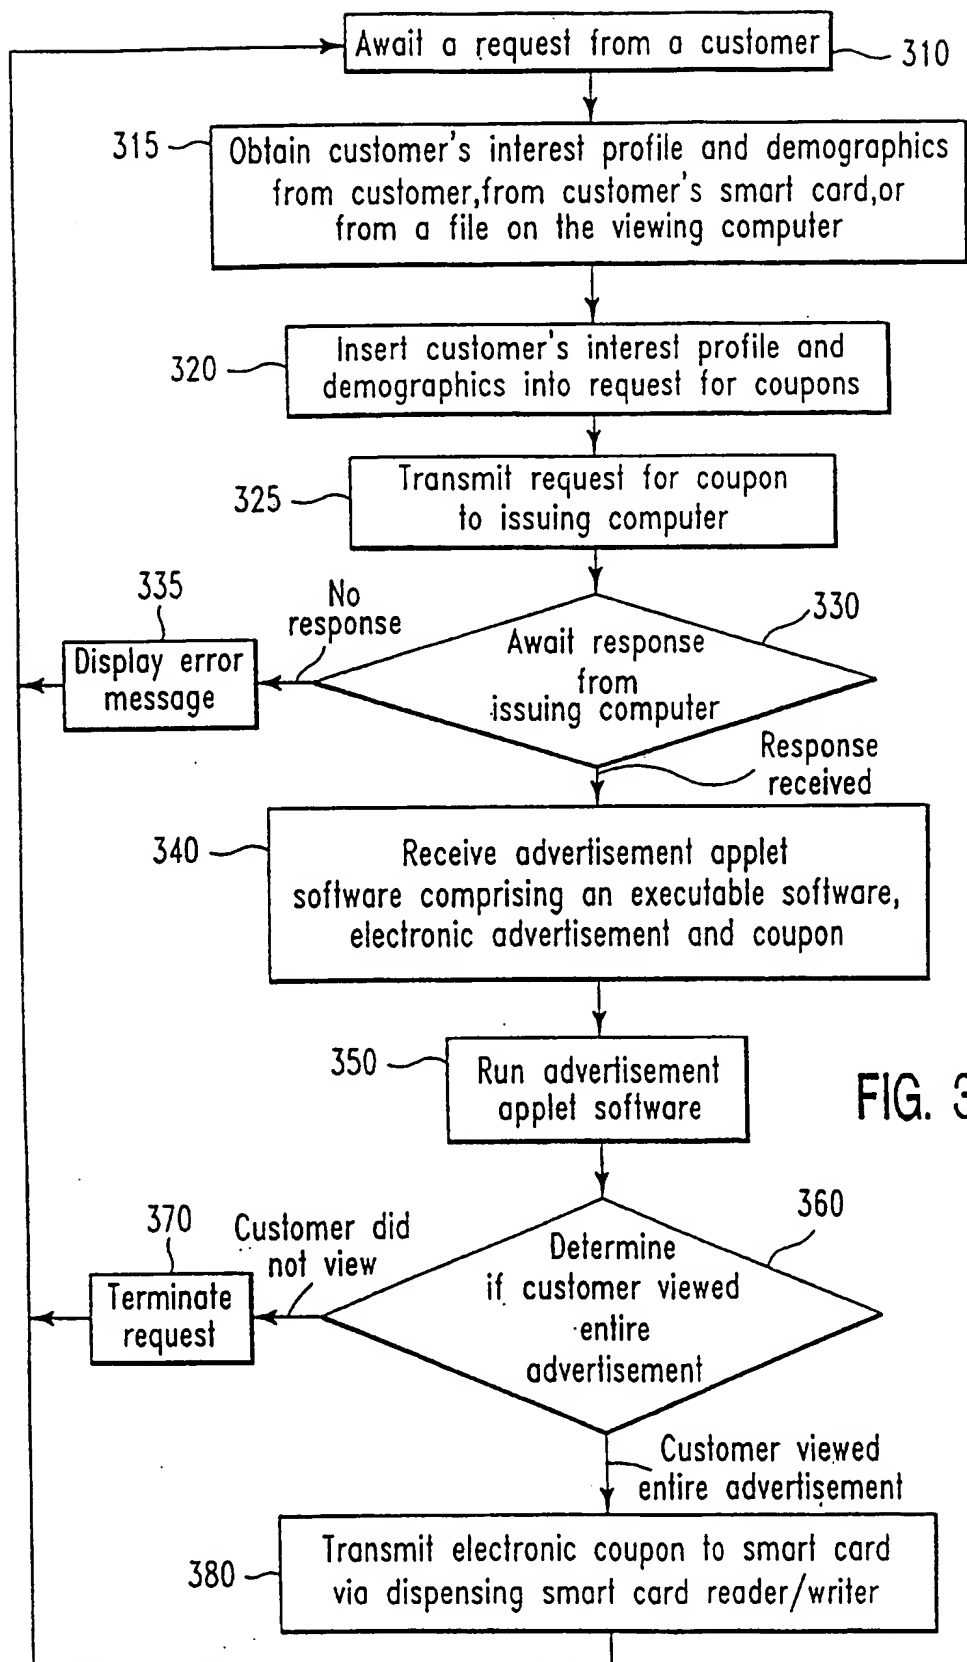 Await a request from a customer
310
315
Obtain customer's interest profile and demographics
from customer,from customer's smart card,or
from a file on the viewing computer
320
Insert customer's interest profile and
demographics into request for coupons
325
Transmit request for coupon
to issuing computer
335
No
response
330
Display error
message
Await response
from
issuing computer
Response
received
340
Receive advertisement applet
software comprising an executable software,
electronic advertisement and coupon
350
Run advertisement
applet software
FIG. 3
370
Customer did
not view
360
Terminate
request
Determine
if customer viewed
entire
advertisement
Customer viewed
entire advertisement
380
Transmit electronic coupon to smart card
via dispensing smart card reader/writer